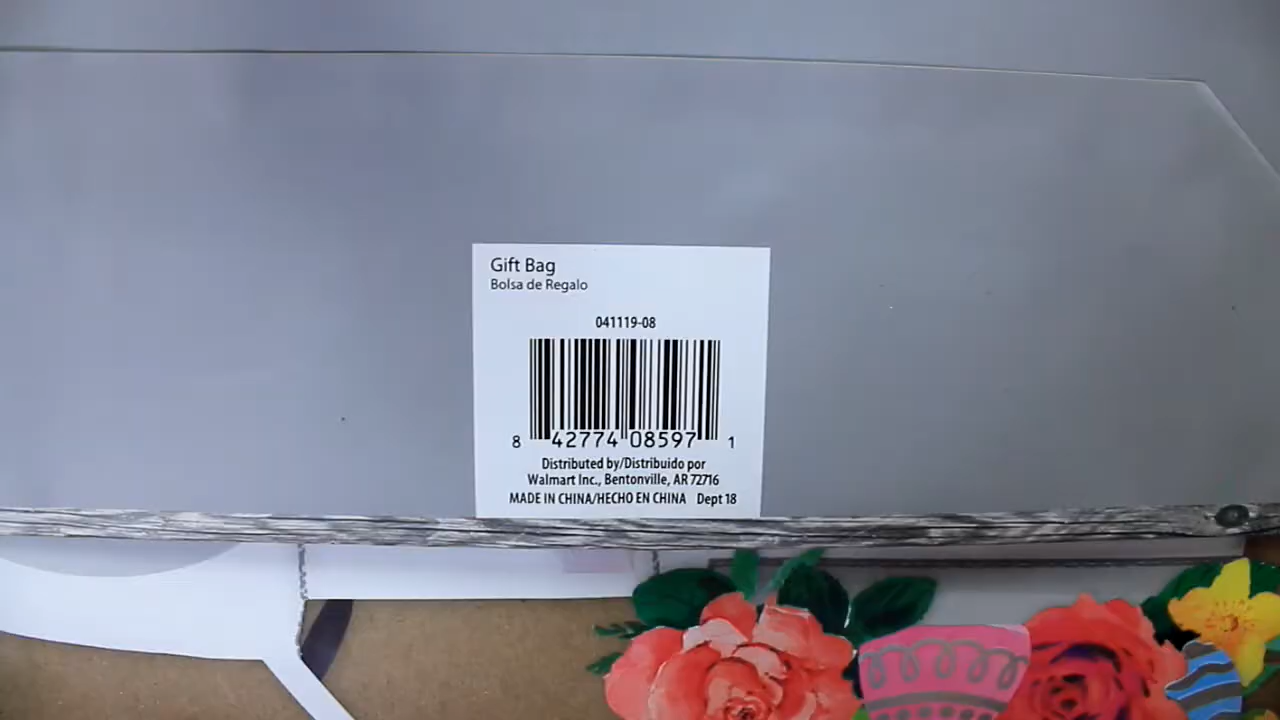 Gift Bag
Bolsa de Regalo
041119-08
8 42774 08597 1
Distributed by/Distribuido por
Walmart Inc., Bentonville, AR 72716
MADE IN CHINA/HECHO EN CHINA Dept 18